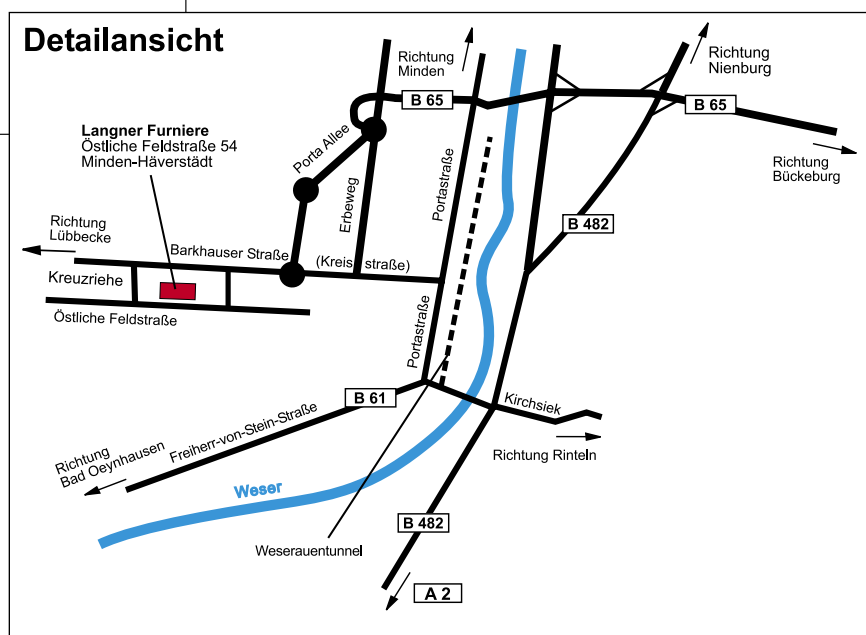 Detailansicht
Richtung
Minden
Richtung
Nienburg
B 65
B 65
Langner Furniere
Östliche Feldstraße 54
Minden-Häverstädt
Porta Allee
Richtung
Bückeburg
Erbeweg
Portastraße
B 482
Richtung
Lübbecke
Barkhauser Straße
(Kreis straße)
Kreuzriehe
Östliche Feldstraße
Portastraße
B 61
Kirchsiek
Freiherr-von-Stein-Straße
Richtung
Bad Oeynhausen
Richtung Rinteln
Weser
B 482
Weserauentunnel
A 2